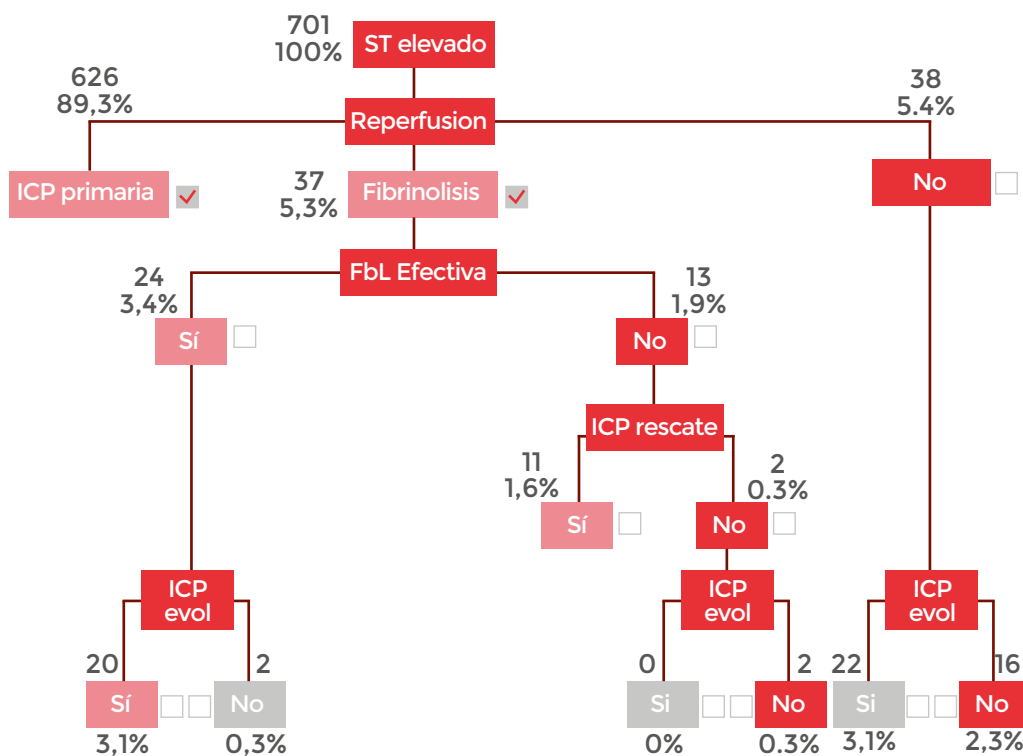 701
100%
ST elevado
626
89,3%
Reperfusion
38
5.4%
ICP primaria
37
5,3%
Fibrinolisis
No
FbL Efectiva
24
3,4%
13
1,9%
Sí
No
ICP rescate
11
1,6%
2
0.3%
Sí
No
ICP
evol
ICP
evol
ICP
evol
20
2
0
2
22
16
Sí
No
Si
No
Si
No
3,1%
0,3%
0%
0.3%
3,1%
2,3%